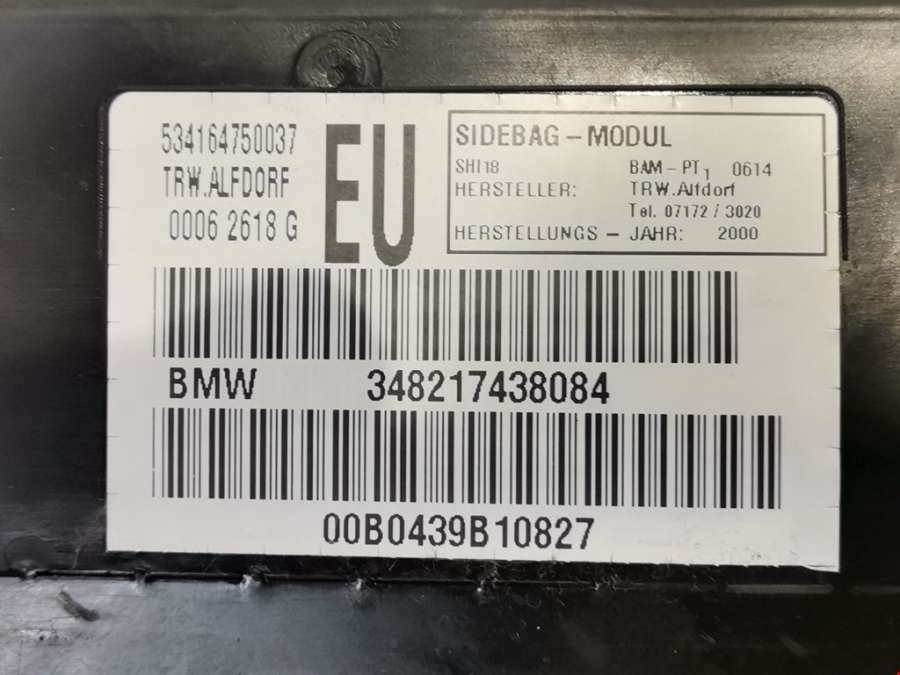 534164750037
TRW.ALFDORF
0006 2618 G
EU
SIDEBAG - MODUL
SHI18 BAM - PT1 0614
HERSTELLER: TRW.Alfdorf
Tel. 07172 / 3020
HERSTELLUNGS - JAHR: 2000
BMW 348217438084
00B0439B10827